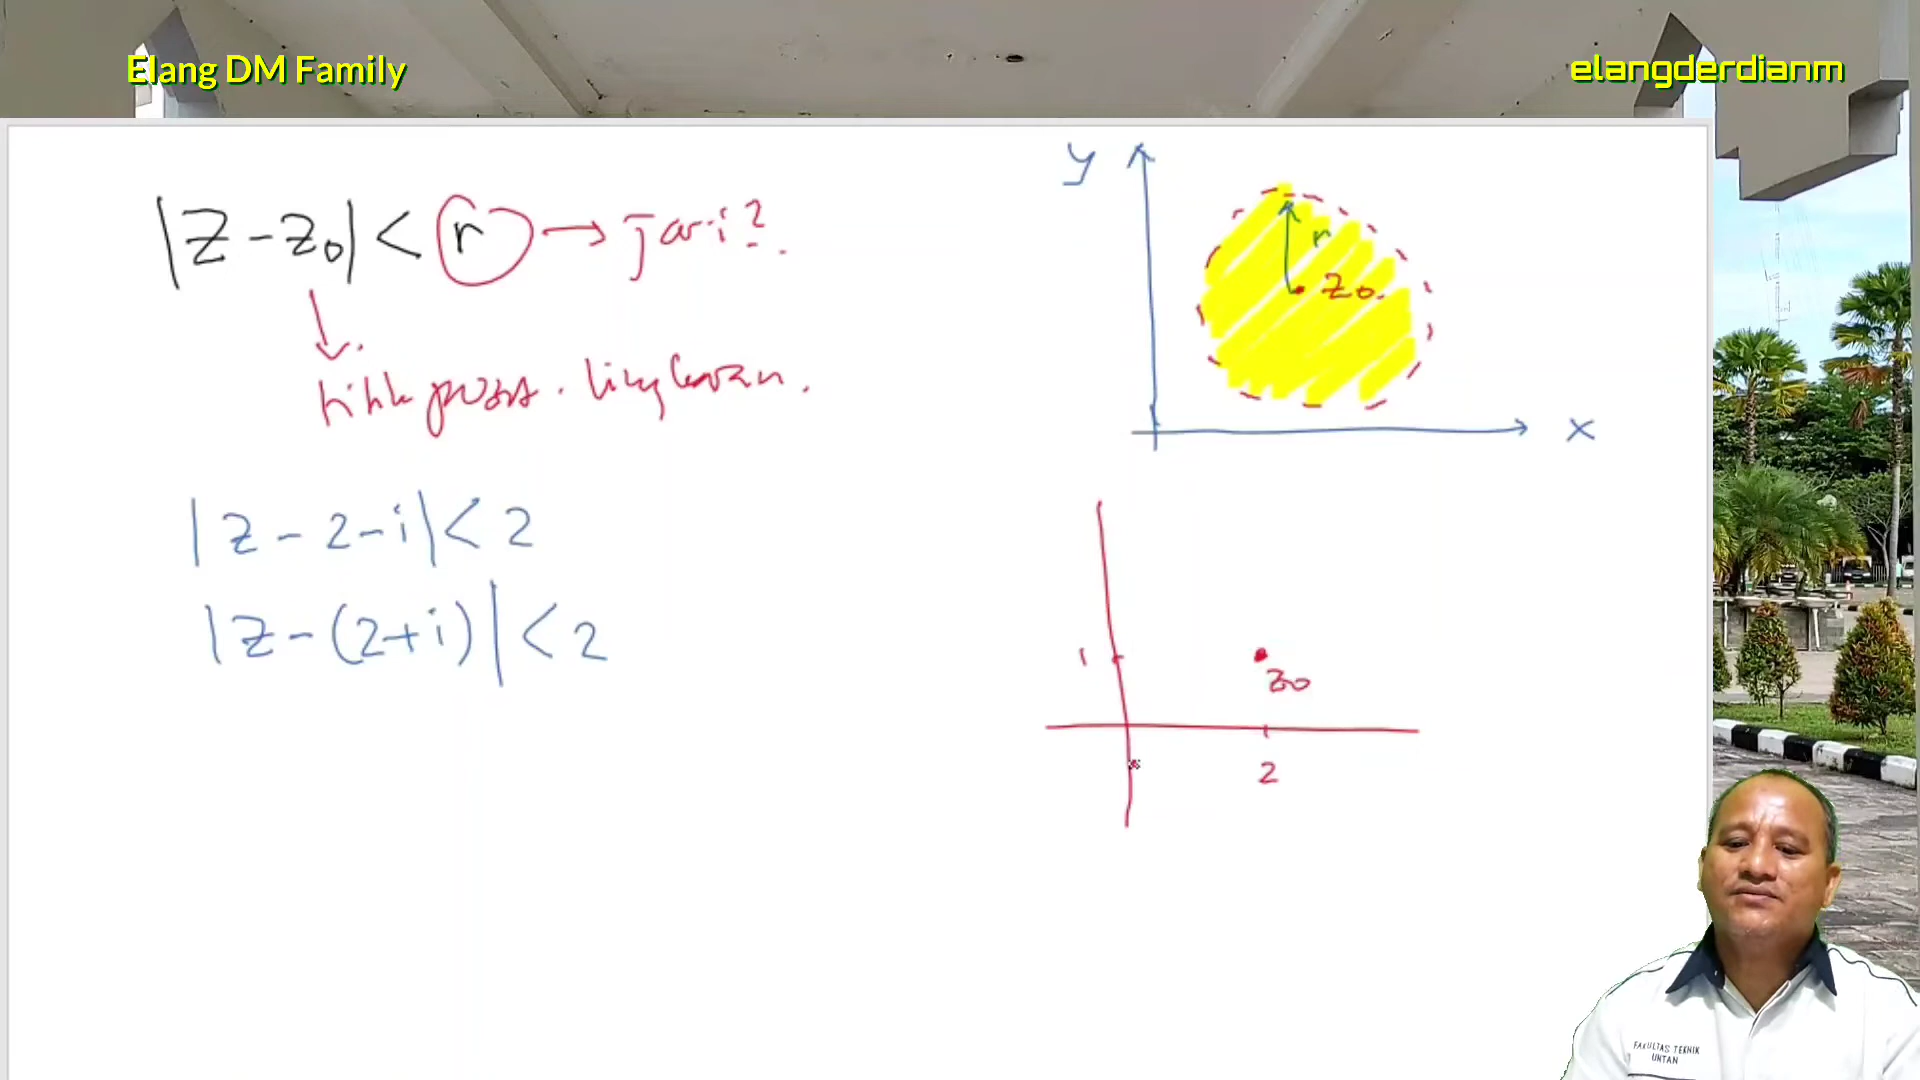 Elang DM Family
elangderdianm
|z - z₀| < r → jari².
titik pusat lingkaran.
y
r
z₀.
x
|z - 2 - i| < 2
|z - (2+i)| < 2
1
z₀
2
FAKULTAS TEKNIK
UNTAN